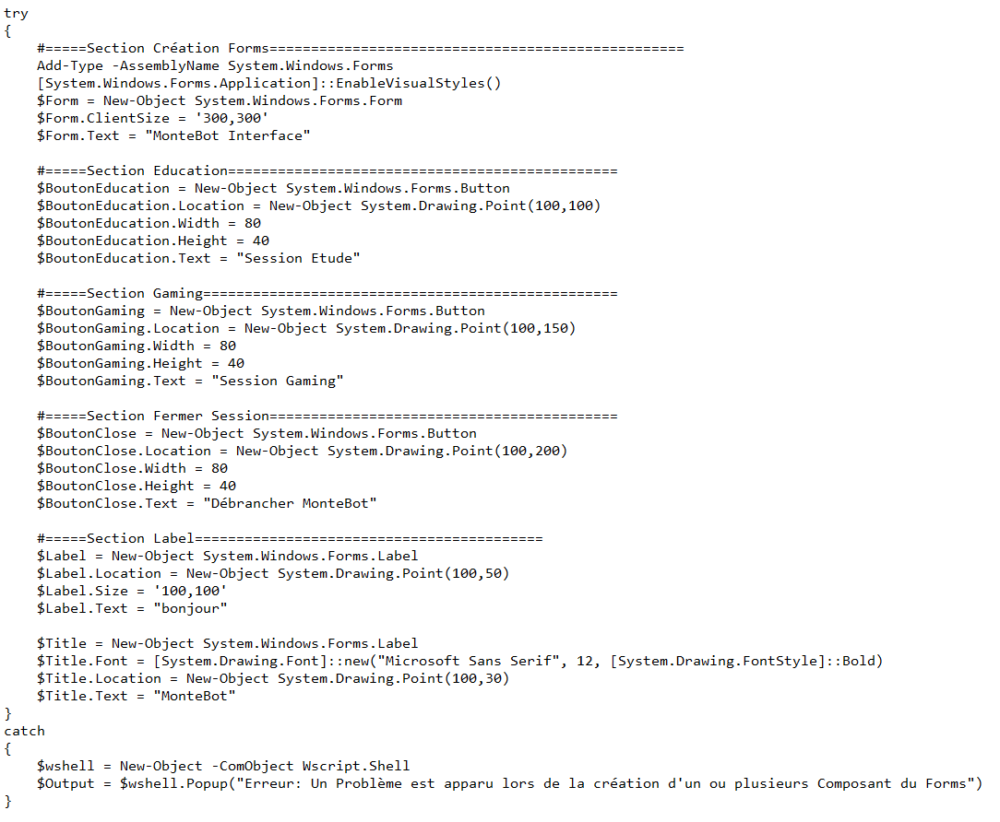 try
{
    #=====Section Création Forms==================================================
    Add-Type -AssemblyName System.Windows.Forms
    [System.Windows.Forms.Application]::EnableVisualStyles()
    $Form = New-Object System.Windows.Forms.Form
    $Form.ClientSize = '300,300'
    $Form.Text = "MonteBot Interface"

    #=====Section Education===============================================
    $BoutonEducation = New-Object System.Windows.Forms.Button
    $BoutonEducation.Location = New-Object System.Drawing.Point(100,100)
    $BoutonEducation.Width = 80
    $BoutonEducation.Height = 40
    $BoutonEducation.Text = "Session Etude"

    #=====Section Gaming==================================================
    $BoutonGaming = New-Object System.Windows.Forms.Button
    $BoutonGaming.Location = New-Object System.Drawing.Point(100,150)
    $BoutonGaming.Width = 80
    $BoutonGaming.Height = 40
    $BoutonGaming.Text = "Session Gaming"

    #=====Section Fermer Session==========================================
    $BoutonClose = New-Object System.Windows.Forms.Button
    $BoutonClose.Location = New-Object System.Drawing.Point(100,200)
    $BoutonClose.Width = 80
    $BoutonClose.Height = 40
    $BoutonClose.Text = "Débrancher MonteBot"

    #=====Section Label==========================================
    $Label = New-Object System.Windows.Forms.Label
    $Label.Location = New-Object System.Drawing.Point(100,50)
    $Label.Size = '100,100'
    $Label.Text = "bonjour"

    $Title = New-Object System.Windows.Forms.Label
    $Title.Font = [System.Drawing.Font]::new("Microsoft Sans Serif", 12, [System.Drawing.FontStyle]::Bold)
    $Title.Location = New-Object System.Drawing.Point(100,30)
    $Title.Text = "MonteBot"
}
catch
{
    $wshell = New-Object -ComObject Wscript.Shell
    $Output = $wshell.Popup("Erreur: Un Problème est apparu lors de la création d'un ou plusieurs Composant du Forms")
}